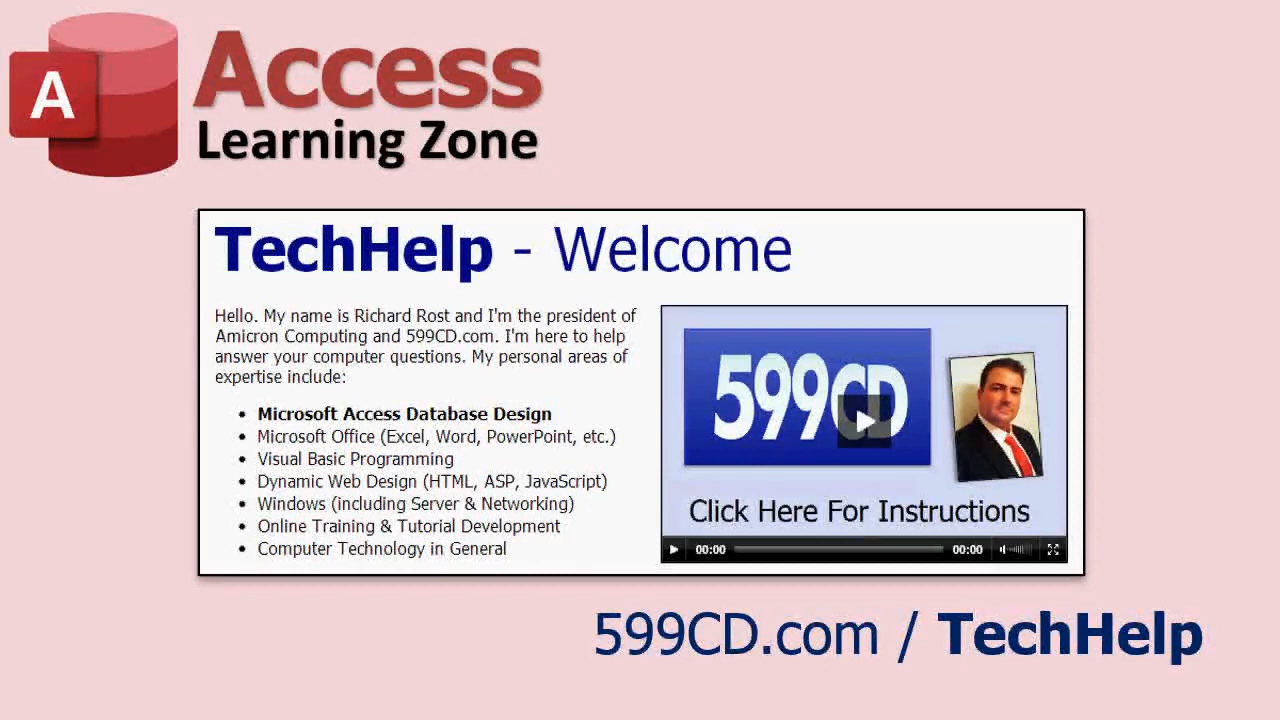 A
Access
Learning Zone
TechHelp - Welcome
Hello. My name is Richard Rost and I'm the president of
Amicron Computing and 599CD.com. I'm here to help
answer your computer questions. My personal areas of
expertise include:
• Microsoft Access Database Design
• Microsoft Office (Excel, Word, PowerPoint, etc.)
• Visual Basic Programming
• Dynamic Web Design (HTML, ASP, JavaScript)
• Windows (including Server & Networking)
• Online Training & Tutorial Development
• Computer Technology in General
599CD
Click Here For Instructions
00:00 00:00
599CD.com / TechHelp